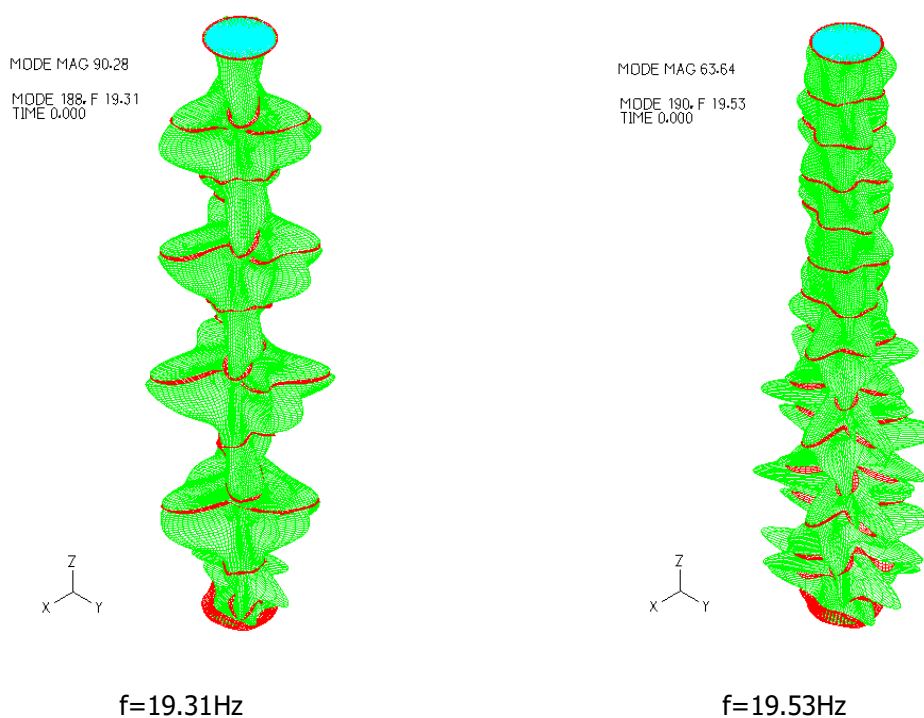 MODE MAG 90.28
MODE 188, F 19.31
TIME 0.000
Z
X
Y
f=19.31Hz
MODE MAG 63.64
MODE 190, F 19.53
TIME 0.000
Z
X
Y
f=19.53Hz